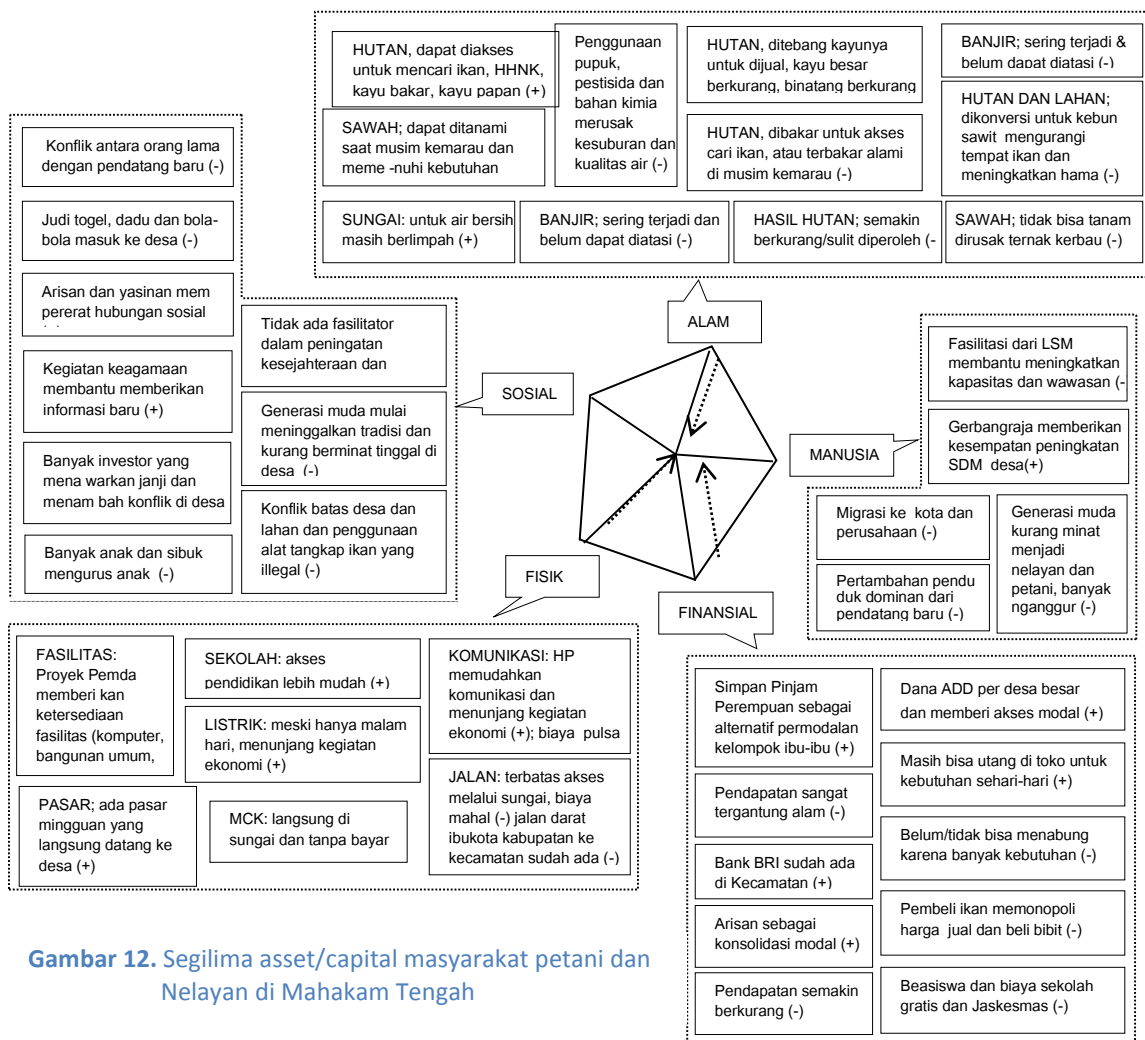 HUTAN, dapat diakses
untuk mencari ikan, HHNK,
kayu bakar, kayu papan (+)
Penggunaan
pupuk,
pestisida dan
bahan kimia
merusak
kesuburan dan
kualitas air (-)
HUTAN, ditebang kayunya
untuk dijual, kayu besar
berkurang, binatang berkurang
BANJIR; sering terjadi &
belum dapat diatasi (-)
SAWAH; dapat ditanami
saat musim kemarau dan
meme -nuhi kebutuhan
HUTAN, dibakar untuk akses
cari ikan, atau terbakar alami
di musim kemarau (-)
HUTAN DAN LAHAN;
dikonversi untuk kebun
sawit mengurangi
tempat ikan dan
meningkatkan hama (-)
SUNGAI: untuk air bersih
masih berlimpah (+)
BANJIR; sering terjadi dan
belum dapat diatasi (-)
HASIL HUTAN; semakin
berkurang/sulit diperoleh (-
SAWAH; tidak bisa tanam
dirusak ternak kerbau (-)
ALAM
Konflik antara orang lama
dengan pendatang baru (-)
Judi togel, dadu dan bola-
bola masuk ke desa (-)
Arisan dan yasinan mem
pererat hubungan sosial
Kegiatan keagamaan
membantu memberikan
informasi baru (+)
Banyak investor yang
mena warkan janji dan
menam bah konflik di desa
Banyak anak dan sibuk
mengurus anak (-)
Tidak ada fasilitator
dalam peningatan
kesejahteraan dan
Generasi muda mulai
meninggalkan tradisi dan
kurang berminat tinggal di
desa (-)
Konflik batas desa dan
lahan dan penggunaan
alat tangkap ikan yang
illegal (-)
SOSIAL
MANUSIA
Fasilitasi dari LSM
membantu meningkatkan
kapasitas dan wawasan (-
Gerbangraja memberikan
kesempatan peningkatan
SDM desa(+)
Migrasi ke kota dan
perusahaan (-)
Pertambahan pendu
duk dominan dari
pendatang baru (-)
Generasi muda
kurang minat
menjadi
nelayan dan
petani, banyak
nganggur (-)
FISIK
FINANSIAL
FASILITAS:
Proyek Pemda
memberi kan
ketersediaan
fasilitas (komputer,
bangunan umum,
SEKOLAH: akses
pendidikan lebih mudah (+)
LISTRIK: meski hanya malam
hari, menunjang kegiatan
ekonomi (+)
KOMUNIKASI: HP
memudahkan
komunikasi dan
menunjang kegiatan
ekonomi (+); biaya pulsa
PASAR; ada pasar
mingguan yang
langsung datang ke
desa (+)
MCK: langsung di
sungai dan tanpa bayar
JALAN: terbatas akses
melalui sungai, biaya
mahal (-) jalan darat
ibukota kabupatan ke
kecamatan sudah ada (-)
Simpan Pinjam
Perempuan sebagai
alternatif permodalan
kelompok ibu-ibu (+)
Pendapatan sangat
tergantung alam (-)
Bank BRI sudah ada
di Kecamatan (+)
Arisan sebagai
konsolidasi modal (+)
Pendapatan semakin
berkurang (-)
Dana ADD per desa besar
dan memberi akses modal (+)
Masih bisa utang di toko untuk
kebutuhan sehari-hari (+)
Belum/tidak bisa menabung
karena banyak kebutuhan (-)
Pembeli ikan memonopoli
harga jual dan beli bibit (-)
Beasiswa dan biaya sekolah
gratis dan Jaskesmas (+)
Gambar 12. Segilima asset/capital masyarakat petani dan
Nelayan di Mahakam Tengah